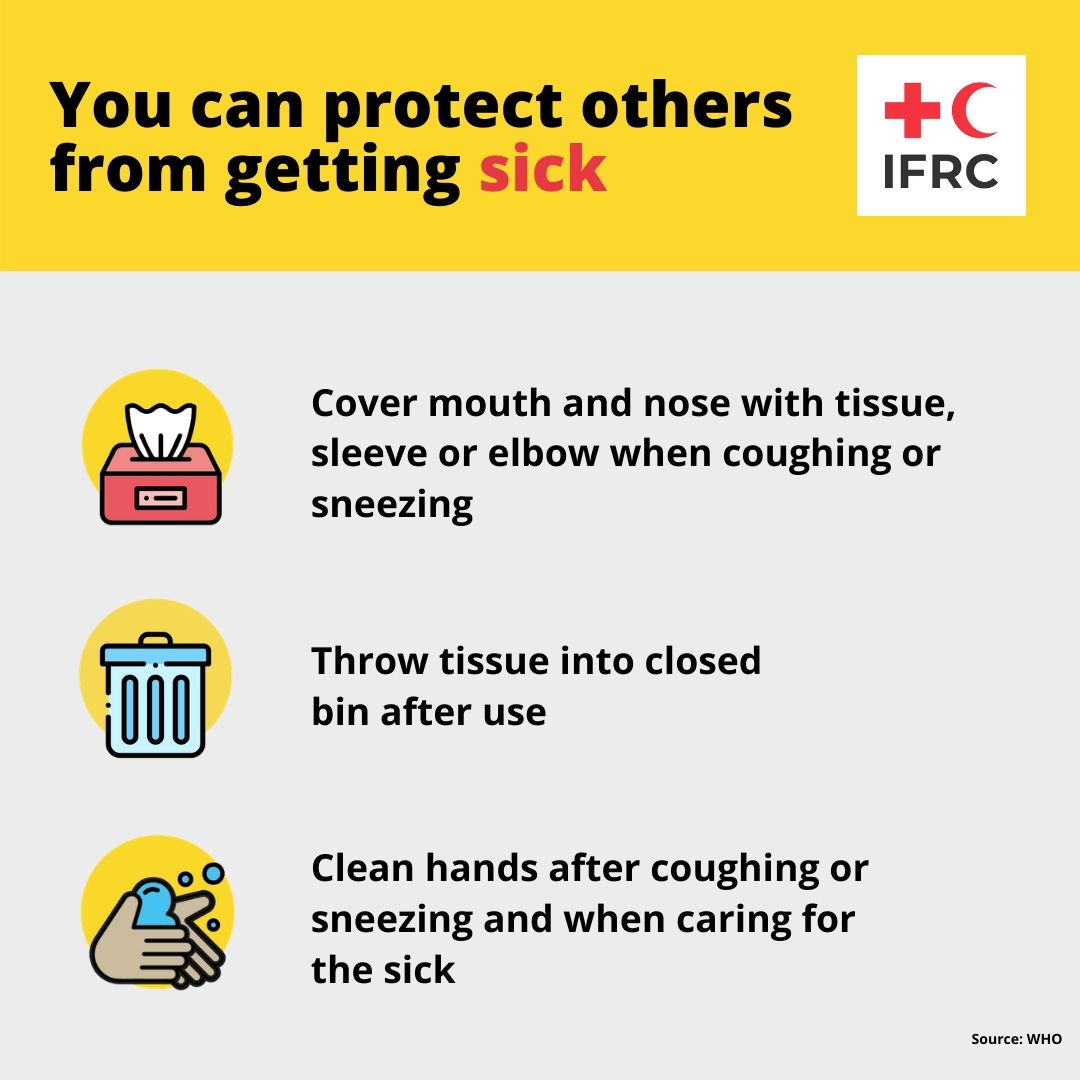 You can protect others
from getting sick
IFRC
Cover mouth and nose with tissue,
sleeve or elbow when coughing or
sneezing
Throw tissue into closed
bin after use
Clean hands after coughing or
sneezing and when caring for
the sick
Source: WHO